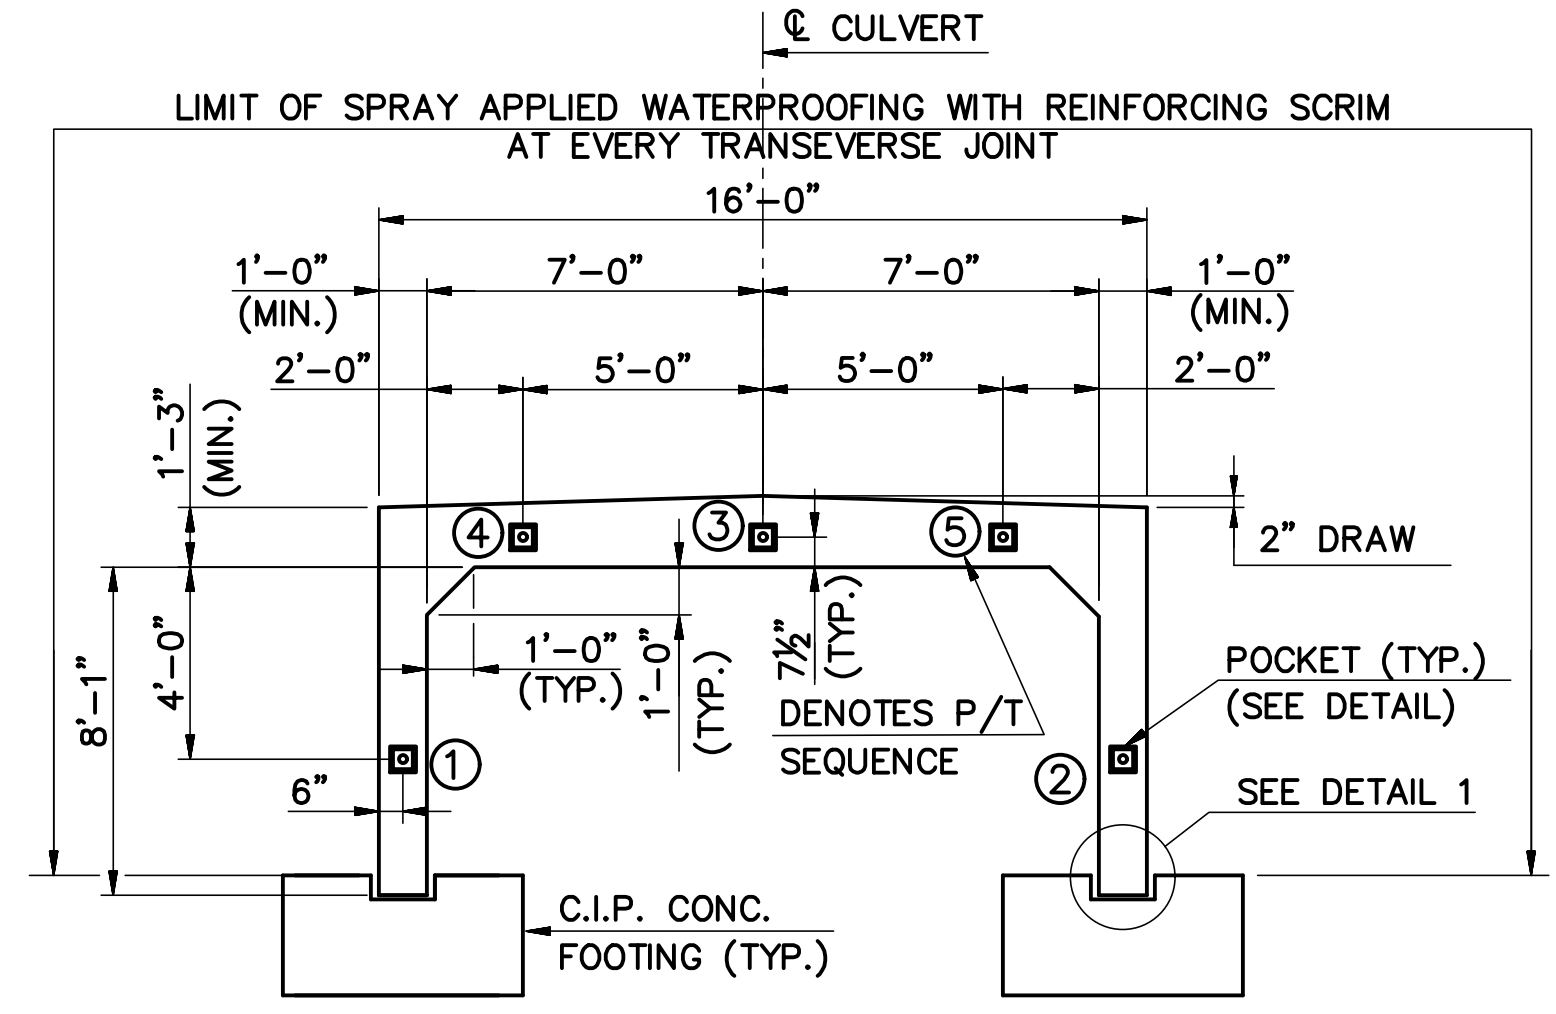 ℄ CULVERT
LIMIT OF SPRAY APPLIED WATERPROOFING WITH REINFORCING SCRIM
AT EVERY TRANSEVERSE JOINT
16'-0"
1'-0"
(MIN.)
7'-0"
7'-0"
1'-0"
(MIN.)
2'-0"
5'-0"
5'-0"
2'-0"
1'-3"
(MIN.)
4
3
5
2" DRAW
8'-1"
4'-0"
1'-0"
(TYP.)
1'-0"
(TYP.)
7½"
(TYP.)
DENOTES P/T
SEQUENCE
POCKET (TYP.)
(SEE DETAIL)
1
2
6"
SEE DETAIL 1
C.I.P. CONC.
FOOTING (TYP.)